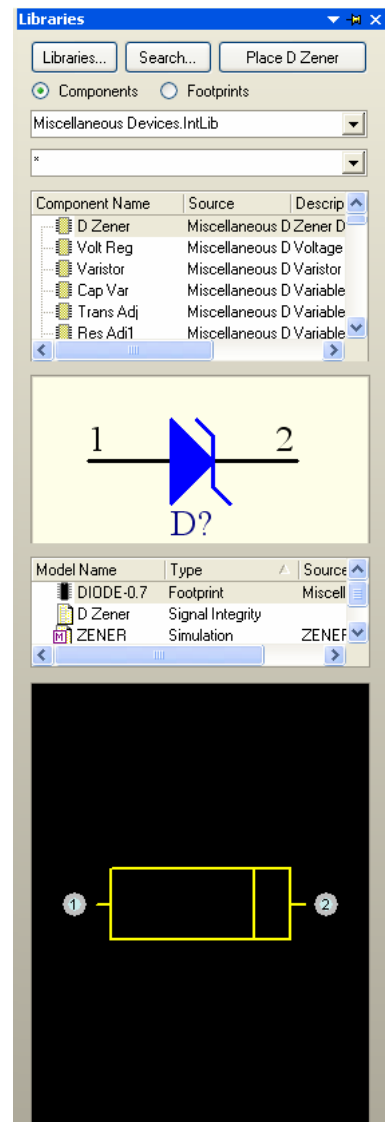 Libraries
Libraries... Search... Place D Zener
Components Footprints
Miscellaneous Devices.IntLib
*
Component Name Source Descrip
D Zener Miscellaneous D Zener D
Volt Reg Miscellaneous D Voltage
Varistor Miscellaneous D Varistor
Cap Var Miscellaneous D Variable
Trans Adj Miscellaneous D Variable
Res Adj1 Miscellaneous D Variable
1 2
D?
Model Name Type Source
DIODE-0.7 Footprint Miscell
D Zener Signal Integrity
ZENER Simulation ZENER
1 2